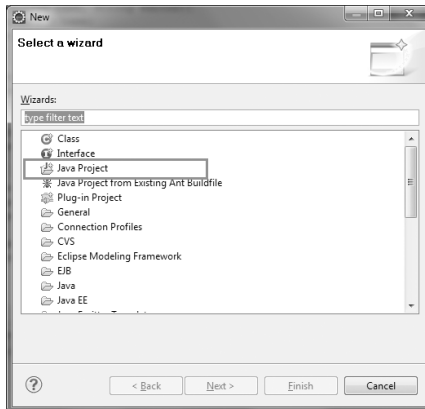 New
Select a wizard
Wizards:
type filter text
Class
Interface
Java Project
Java Project from Existing Ant Buildfile
Plug-in Project
General
Connection Profiles
CVS
Eclipse Modeling Framework
EJB
Java
Java EE
< Back Next > Finish Cancel